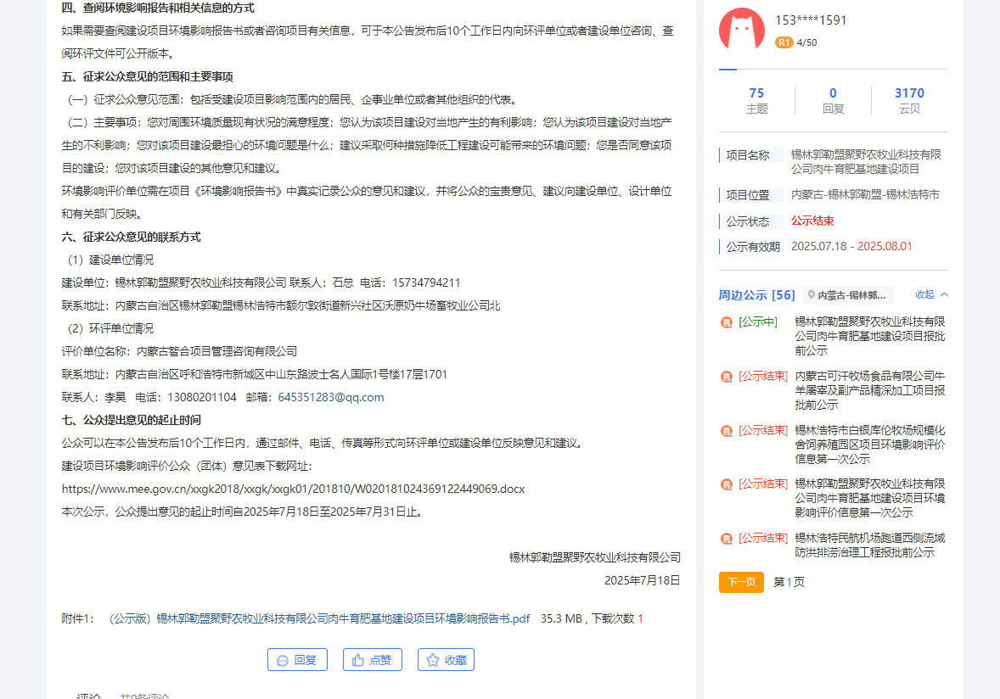 四、查阅环境影响报告和相关信息的方式
如果需要查阅建设项目环境影响报告书或者咨询项目有关信息，可于本公告发布后10个工作日内向环评单位或者建设单位咨询、查
阅环评文件可公开版本。
五、征求公众意见的范围和主要事项
（一）征求公众意见范围：包括受建设项目影响范围内的居民、企事业单位或者其他组织的代表。
（二）主要事项：您对周围环境质量现有状况的满意程度；您认为该项目建设对当地产生的有利影响；您认为该项目建设对当地产
生的不利影响；您对该项目建设最担心的环境问题是什么；建议采取何种措施降低工程建设可能带来的环境问题；您是否同意该项
目的建设；您对该项目建设的其他意见和建议。
环境影响评价单位需在项目《环境影响报告书》中真实记录公众的意见和建议，并将公众的宝贵意见、建议向建设单位、设计单位
和有关部门反映。
六、征求公众意见的联系方式
（1）建设单位情况
建设单位：锡林郭勒盟聚野农牧业科技有限公司 联系人：石总 电话：15734794211
联系地址：内蒙古自治区锡林郭勒盟锡林浩特市额尔敦街道新兴社区沃原奶牛场畜牧业公司北
（2）环评单位情况
评价单位名称：内蒙古智合项目管理咨询有限公司
联系地址：内蒙古自治区呼和浩特市新城区中山东路波士名人国际1号楼17层1701
联系人：李昊 电话：13080201104 邮箱：645351283@qq.com
七、公众提出意见的起止时间
公众可以在本公告发布后10个工作日内，通过邮件、电话、传真等形式向环评单位或建设单位反映意见和建议。
建设项目环境影响评价公众（团体）意见表下载网址：
https://www.mee.gov.cn/xxgk2018/xxgk/xxgk01/201810/W020181024369122449069.docx
本次公示，公众提出意见的起止时间自2025年7月18日至2025年7月31日止。
锡林郭勒盟聚野农牧业科技有限公司
2025年7月18日
附件1： （公示版）锡林郭勒盟聚野农牧业科技有限公司肉牛育肥基地建设项目环境影响报告书.pdf 35.3 MB , 下载次数 1
回复 点赞 收藏
评论 共0条评论
153****1591
R1 4/50
75 0 3170
主题 回复 云贝
项目名称 锡林郭勒盟聚野农牧业科技有限
公司肉牛育肥基地建设项目
项目位置 内蒙古-锡林郭勒盟-锡林浩特市
公示状态 公示结束
公示有效期 2025.07.18 - 2025.08.01
周边公示 [56] 内蒙古-锡林郭... 收起
[公示中] 锡林郭勒盟聚野农牧业科技有限
公司肉牛育肥基地建设项目报批
前公示
[公示结束] 内蒙古可汗牧场食品有限公司牛
羊屠宰及副产品精深加工项目报
批前公示
[公示结束] 锡林浩特市白银库伦牧场规模化
舍饲养殖园区项目环境影响评价
信息第一次公示
[公示结束] 锡林郭勒盟聚野农牧业科技有限
公司肉牛育肥基地建设项目环境
影响评价信息第一次公示
[公示结束] 锡林浩特民航机场跑道西侧流域
防洪排涝治理工程报批前公示
下一页 第1页